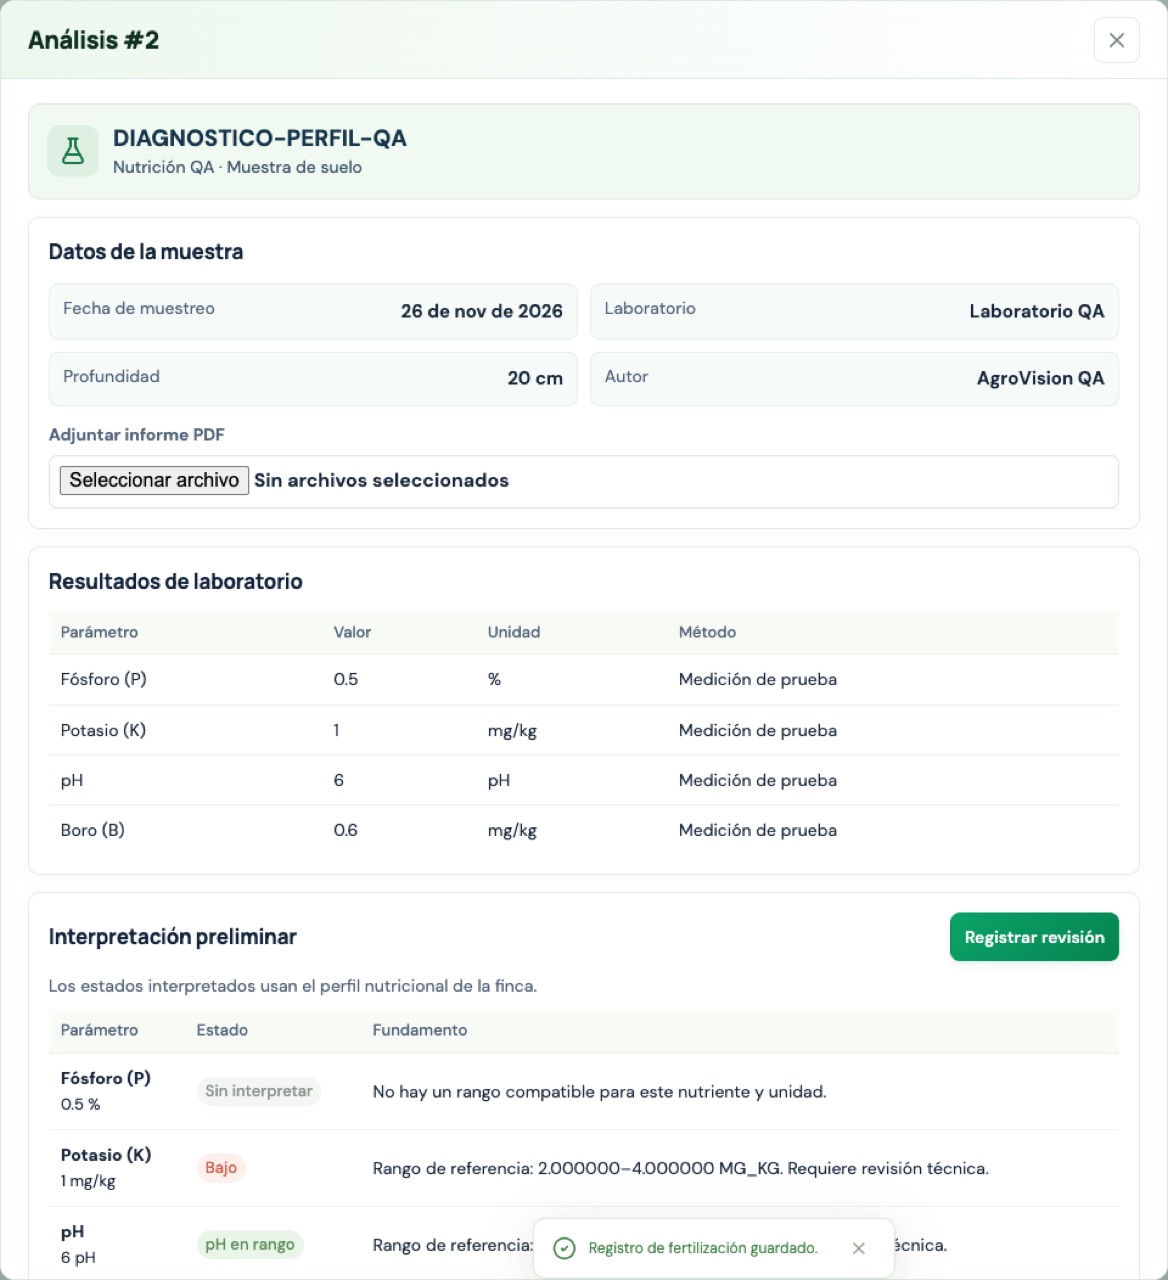 Análisis #2
DIAGNOSTICO-PERFIL-QA
Nutrición QA · Muestra de suelo
Datos de la muestra
Fecha de muestreo 26 de nov de 2026 Laboratorio Laboratorio QA
Profundidad 20 cm Autor AgroVision QA
Adjuntar informe PDF
Seleccionar archivo Sin archivos seleccionados
Resultados de laboratorio
Parámetro Valor Unidad Método
Fósforo (P) 0.5 % Medición de prueba
Potasio (K) 1 mg/kg Medición de prueba
pH 6 pH Medición de prueba
Boro (B) 0.6 mg/kg Medición de prueba
Interpretación preliminar Registrar revisión
Los estados interpretados usan el perfil nutricional de la finca.
Parámetro Estado Fundamento
Fósforo (P)
0.5 % Sin interpretar No hay un rango compatible para este nutriente y unidad.
Potasio (K)
1 mg/kg Bajo Rango de referencia: 2.000000–4.000000 MG_KG. Requiere revisión técnica.
pH
6 pH pH en rango Rango de referencia: écnica.
Registro de fertilización guardado.